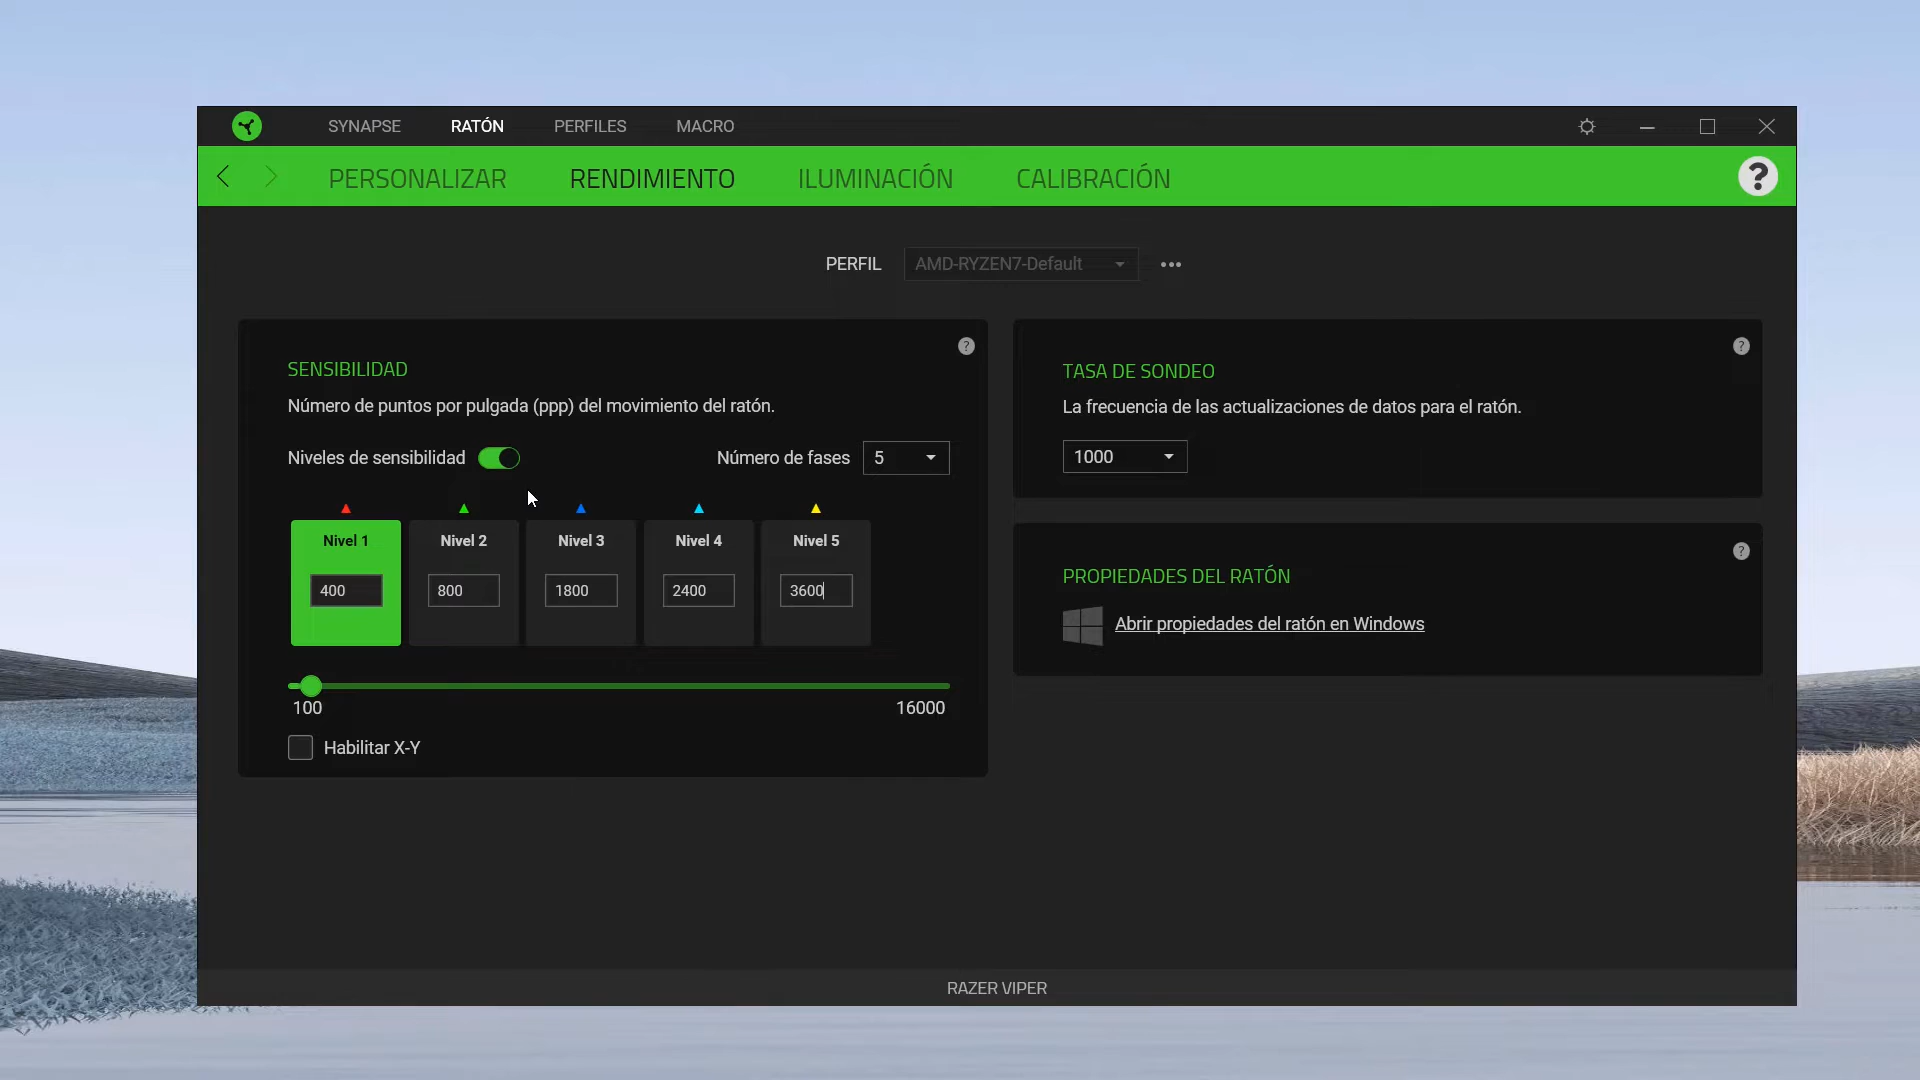 SYNAPSE RATÓN PERFILES MACRO
PERSONALIZAR RENDIMIENTO ILUMINACIÓN CALIBRACIÓN ?
PERFIL AMD-RYZEN7-Default
SENSIBILIDAD ?
Número de puntos por pulgada (ppp) del movimiento del ratón.
Niveles de sensibilidad Número de fases 5
Nivel 1 Nivel 2 Nivel 3 Nivel 4 Nivel 5
400 800 1800 2400 3600
100 16000
Habilitar X-Y
TASA DE SONDEO ?
La frecuencia de las actualizaciones de datos para el ratón.
1000
PROPIEDADES DEL RATÓN ?
Abrir propiedades del ratón en Windows
RAZER VIPER